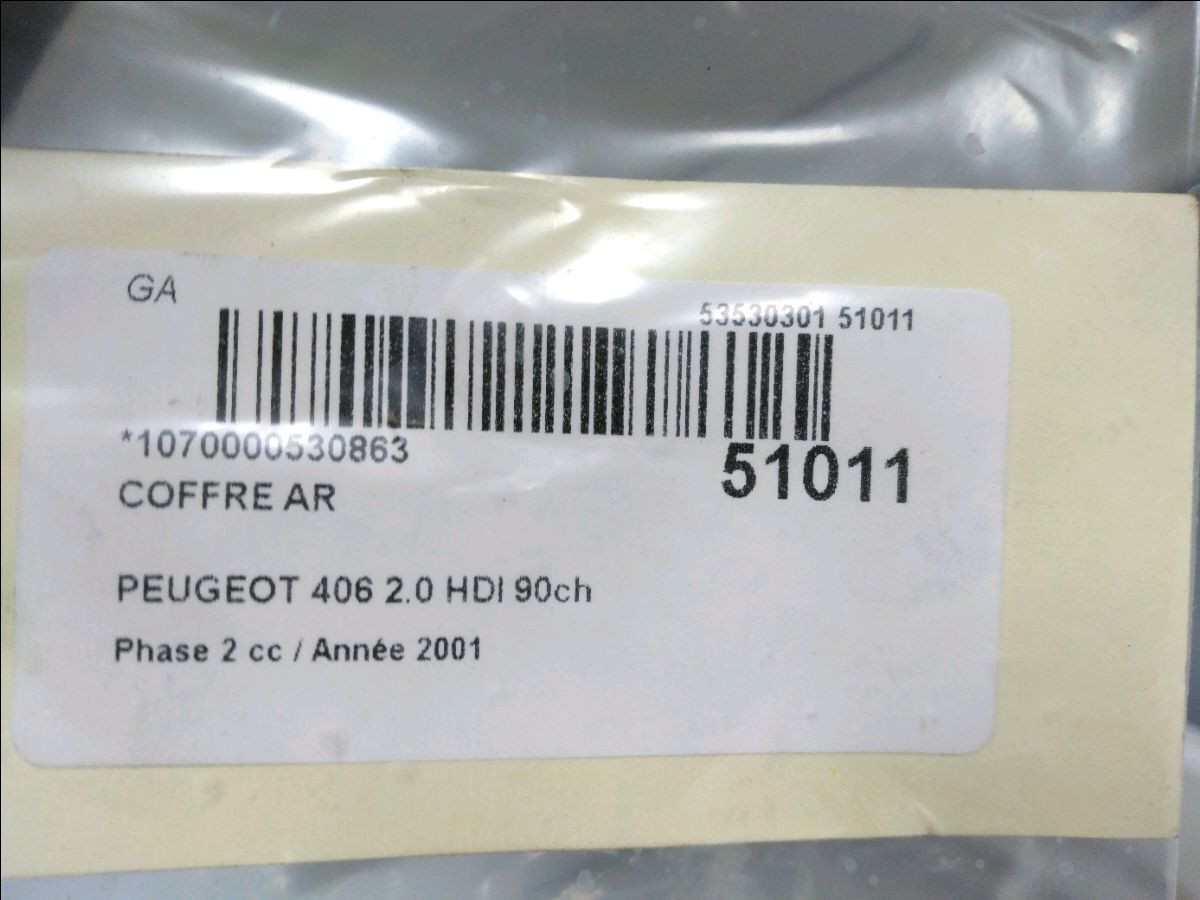 GA
53530301 51011
*1070000530863
51011
COFFRE AR
PEUGEOT 406 2.0 HDI 90ch
Phase 2 cc / Année 2001